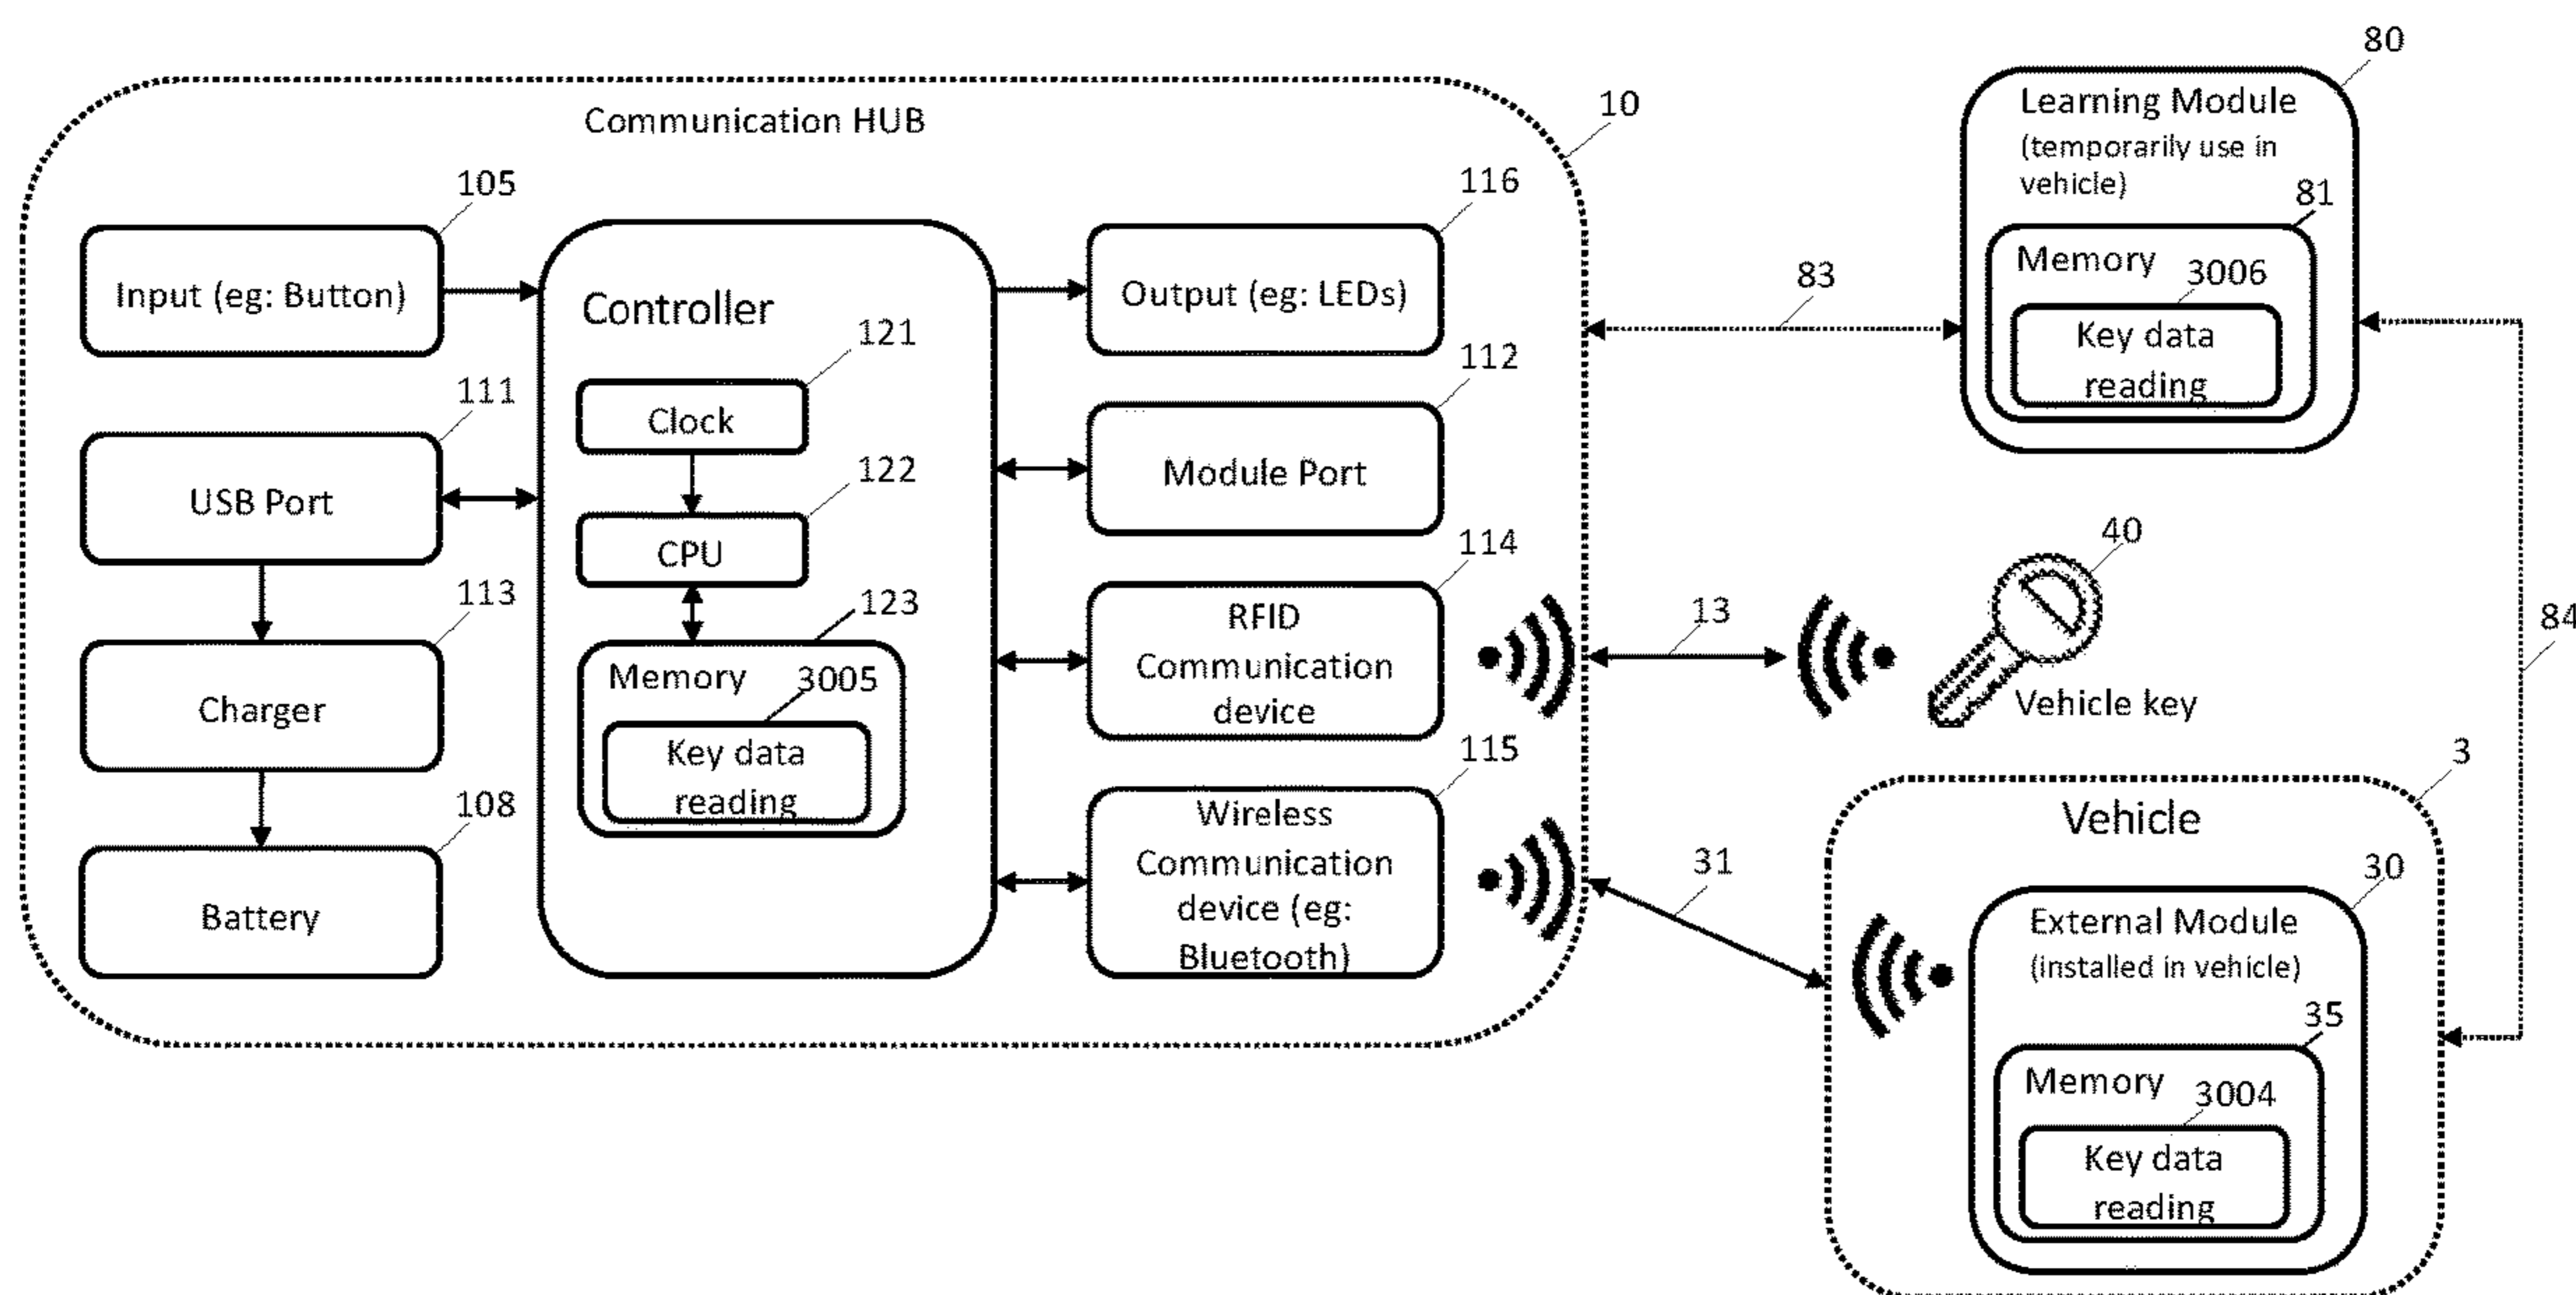 Communication HUB
10
105
Input (eg: Button)
111
USB Port
113
Charger
108
Battery
Controller
121
Clock
122
CPU
123
Memory
3005
Key data
reading
116
Output (eg: LEDs)
112
Module Port
114
RFID
Communication
device
115
Wireless
Communication
device (eg:
Bluetooth)
80
Learning Module
(temporarily use in
vehicle)
81
Memory
3006
Key data
reading
83
40
13
Vehicle key
84
3
Vehicle
31
30
External Module
(installed in vehicle)
35
Memory
3004
Key data
reading